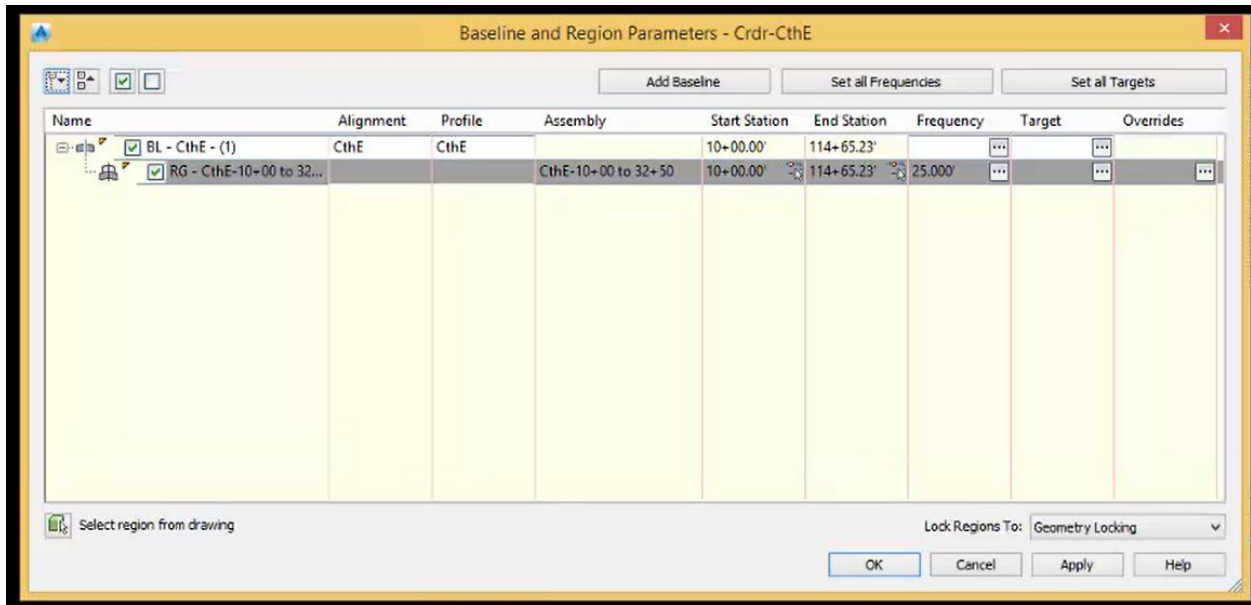 Baseline and Region Parameters - Crdr-CthE
Add Baseline Set all Frequencies Set all Targets
Name Alignment Profile Assembly Start Station End Station Frequency Target Overrides
BL - CthE - (1) CthE CthE 10+00.00' 114+65.23'
RG - CthE-10+00 to 32... CthE-10+00 to 32+50 10+00.00' 114+65.23' 25.000'
Select region from drawing Lock Regions To: Geometry Locking
OK Cancel Apply Help